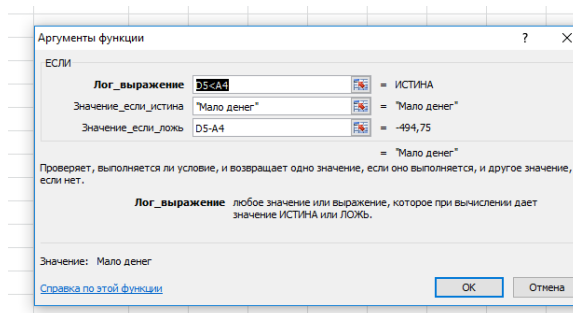 Аргументы функции ? X
ЕСЛИ
Лог_выражение D5<A4 = ИСТИНА
Значение_если_истина "Мало денег" = "Мало денег"
Значение_если_ложь D5-A4 = -494,75
= "Мало денег"
Проверяет, выполняется ли условие, и возвращает одно значение, если оно выполняется, и другое значение,
если нет.
Лог_выражение любое значение или выражение, которое при вычислении дает
значение ИСТИНА или ЛОЖЬ.
Значение: Мало денег
Справка по этой функции ОК Отмена